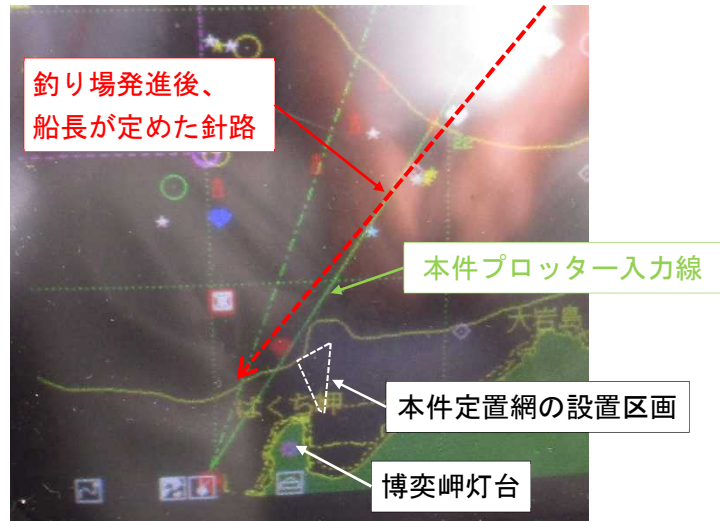 釣り場発進後、
船長が定めた針路
22
本件プロッター入力線
大岩島
ばくち岬
本件定置網の設置区画
博奕岬灯台